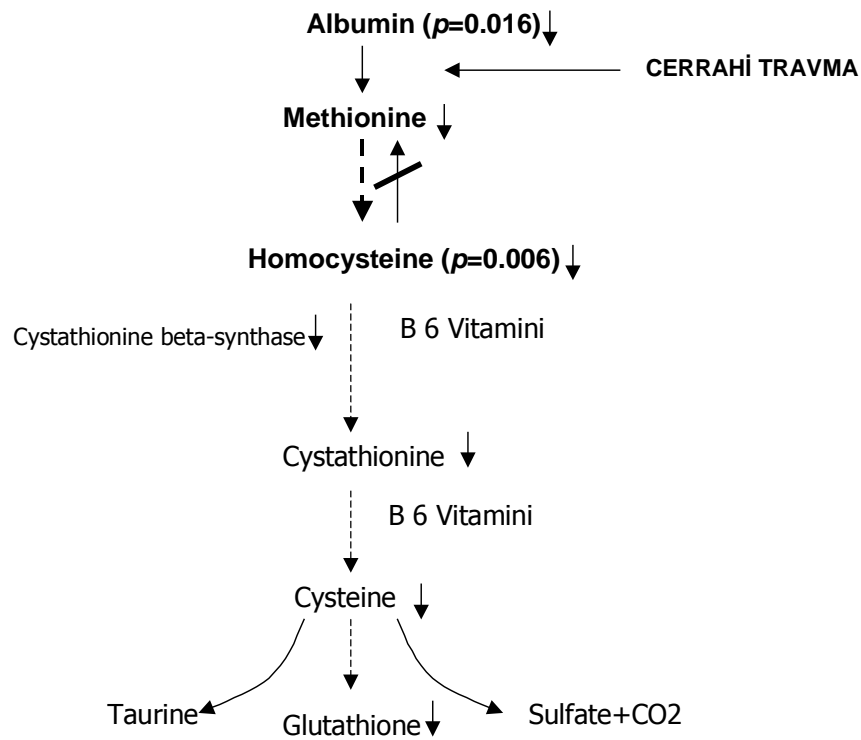 Albumin (p=0.016)
CERRAHİ TRAVMA
Methionine
Homocysteine (p=0.006)
Cystathionine beta-synthase
B 6 Vitamini
Cystathionine
B 6 Vitamini
Cysteine
Taurine
Glutathione
Sulfate+CO2